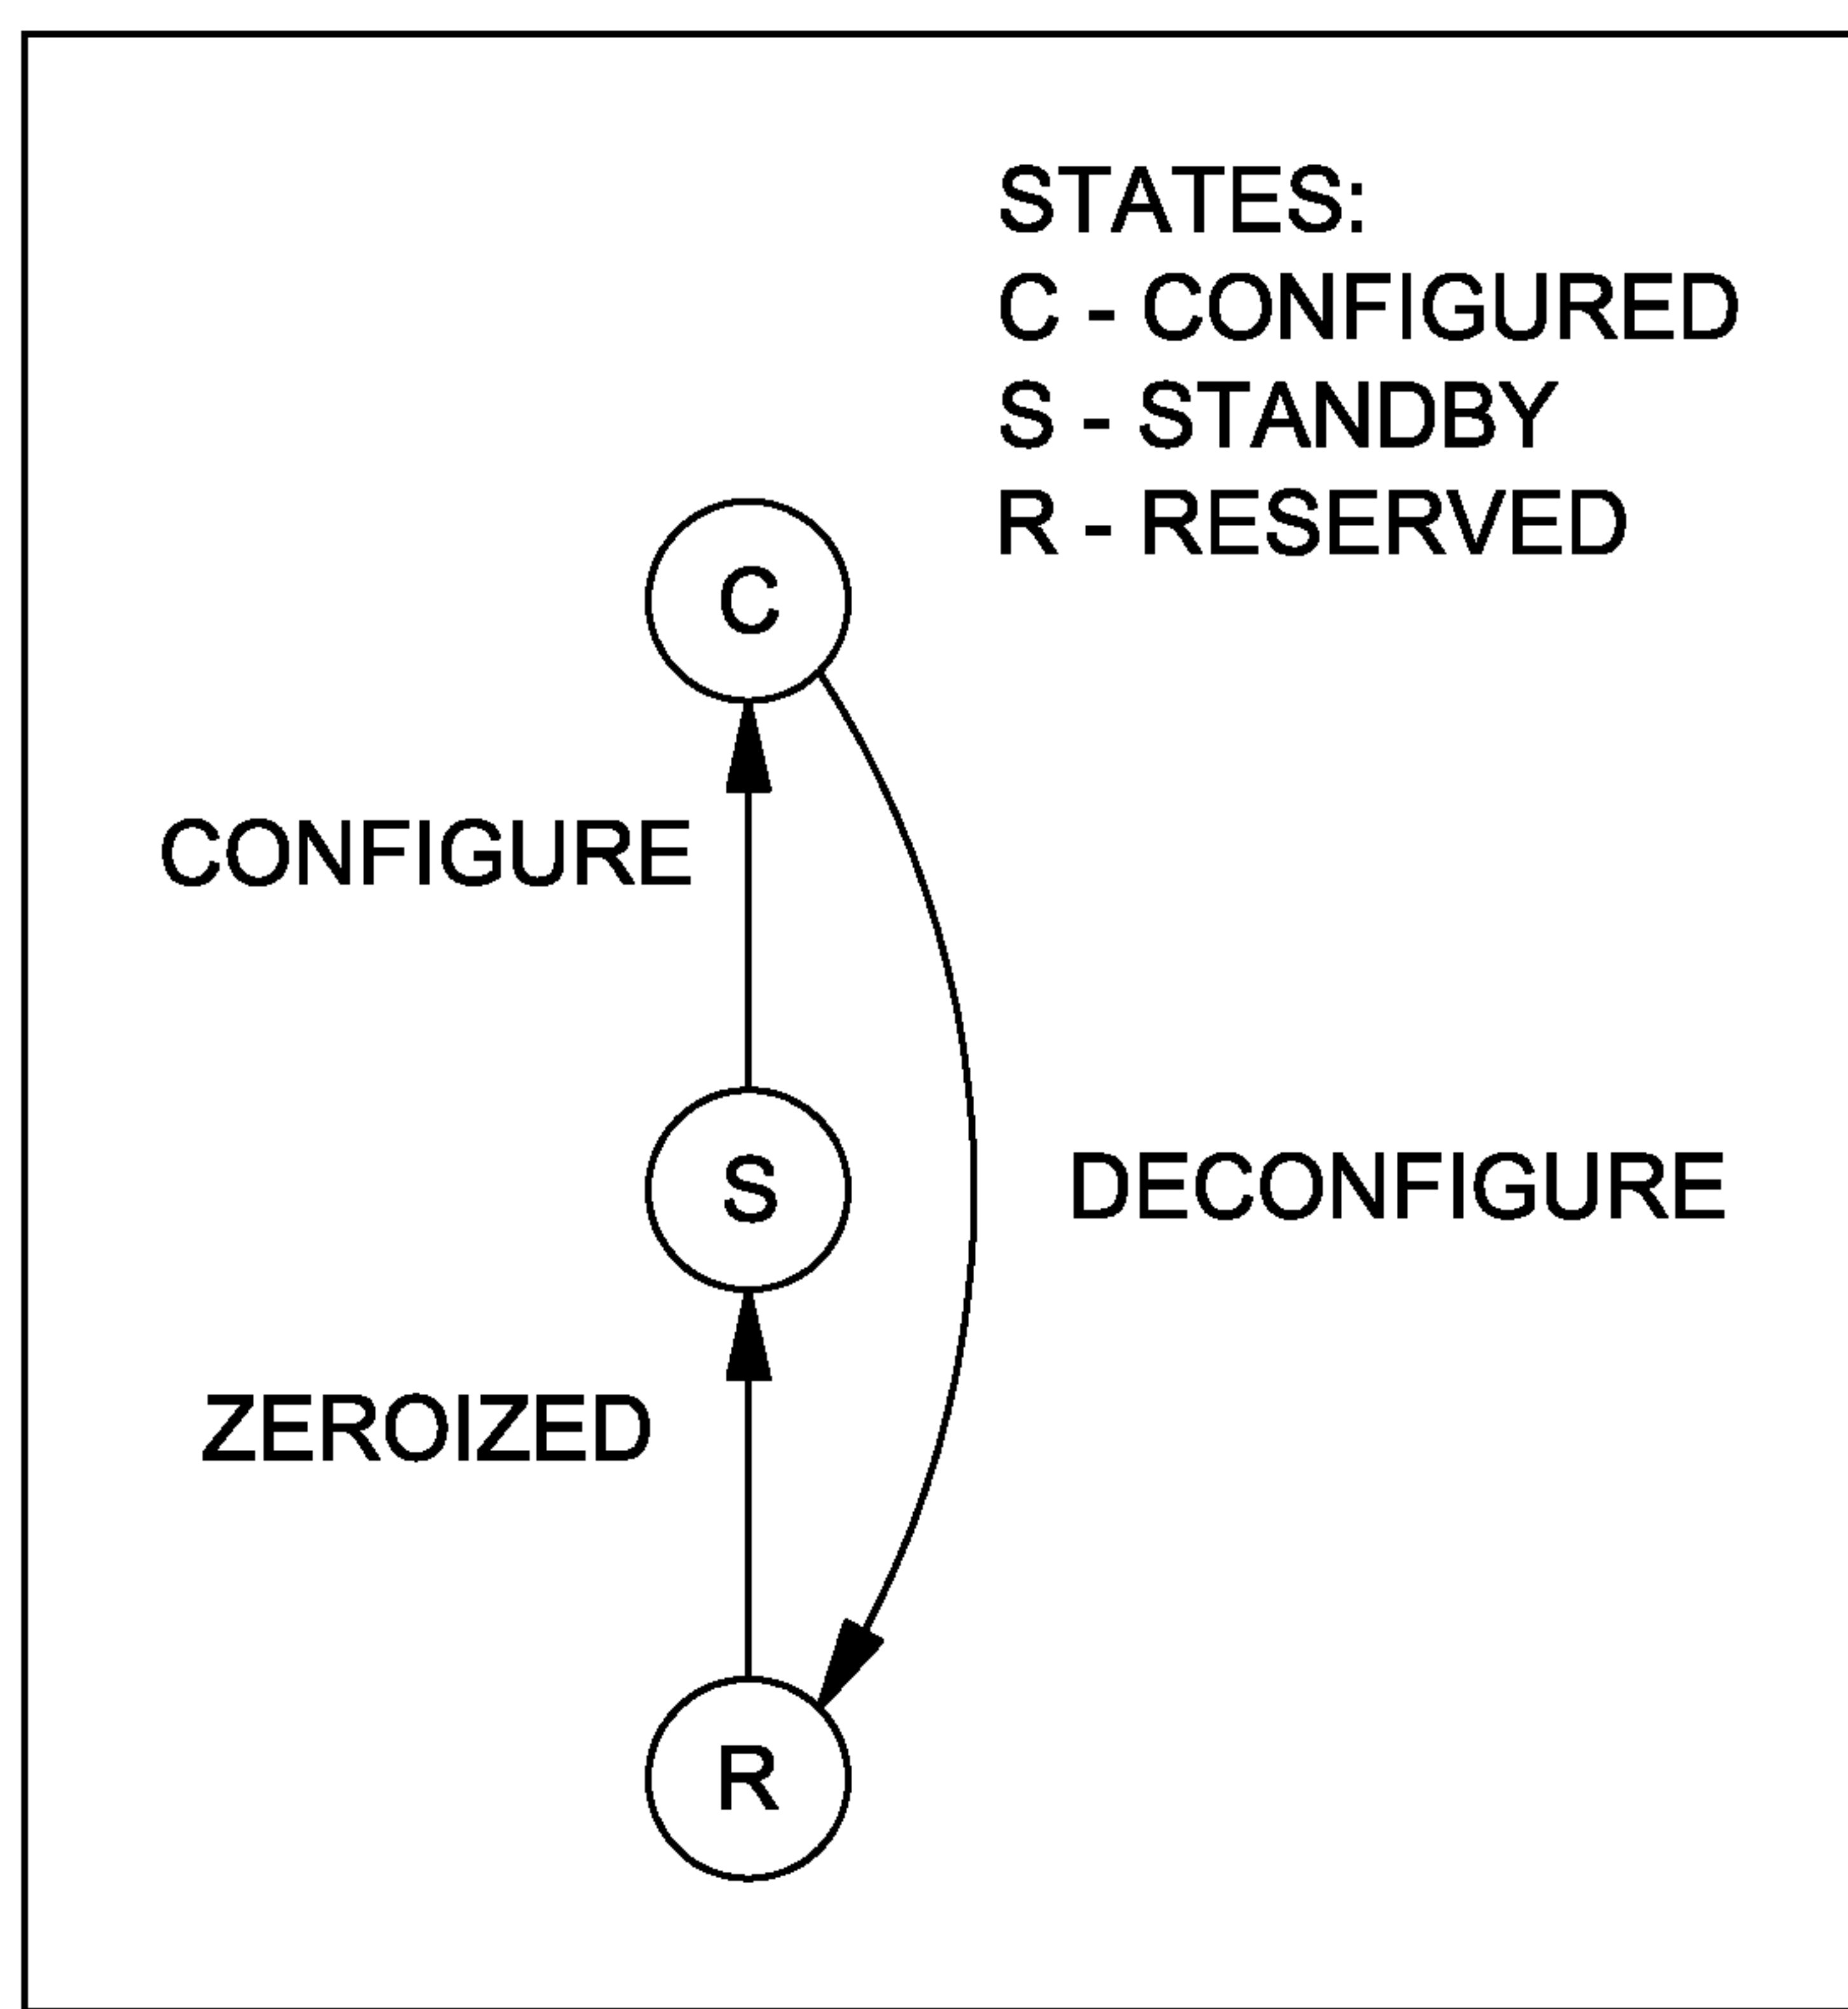 STATES:
C - CONFIGURED
S - STANDBY
R - RESERVED
C
CONFIGURE
S
DECONFIGURE
ZEROIZED
R